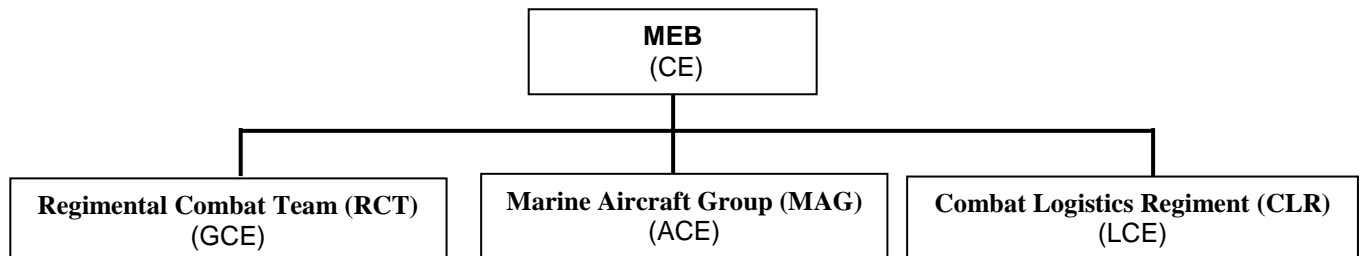 MEB
(CE)
Regimental Combat Team (RCT)
(GCE)
Marine Aircraft Group (MAG)
(ACE)
Combat Logistics Regiment (CLR)
(LCE)